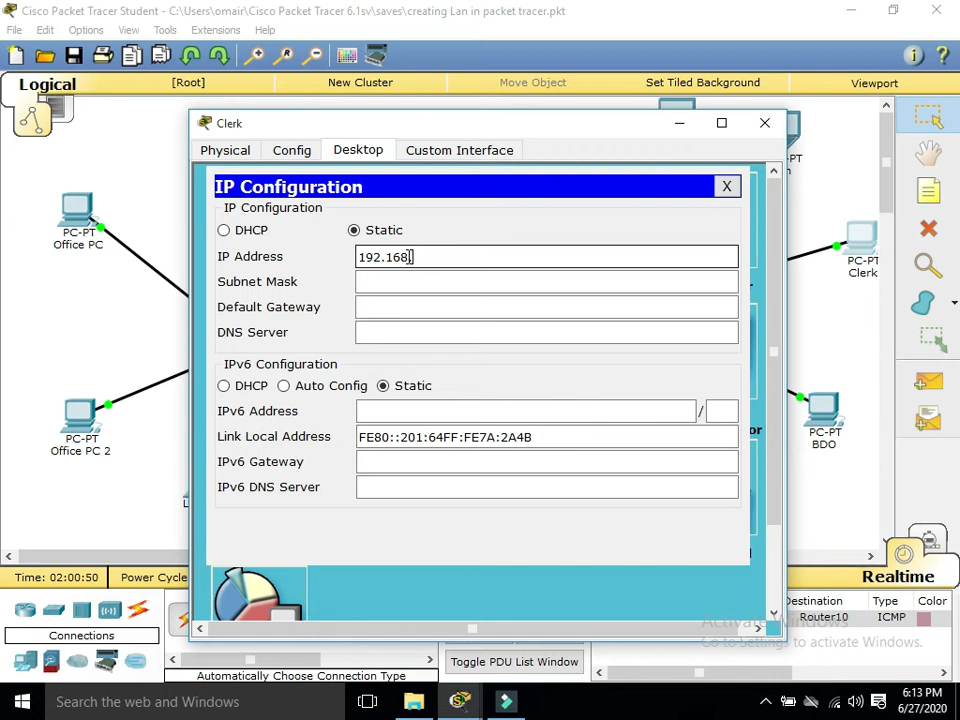 Cisco Packet Tracer Student - C:\Users\omair\Cisco Packet Tracer 6.1sv\saves\creating Lan in packet tracer.pkt
File Edit Options View Tools Extensions Help
Logical [Root] New Cluster Move Object Set Tiled Background Viewport
Clerk
Physical Config Desktop Custom Interface
IP Configuration X
IP Configuration
DHCP Static
IP Address 192.168.
Subnet Mask
Default Gateway
DNS Server
IPv6 Configuration
DHCP Auto Config Static
IPv6 Address /
Link Local Address FE80::201:64FF:FE7A:2A4B
IPv6 Gateway
IPv6 DNS Server
PC-PT
Office PC
PC-PT
Office PC 2
PC-PT
Clerk
PC-PT
BDO
Time: 02:00:50 Power Cycle Realtime
Connections
Automatically Choose Connection Type
Toggle PDU List Window
Destination Type Color
Router10 ICMP
Activate Windows
Go to Settings to activate Windows.
Search the web and Windows
6:13 PM
6/27/2020